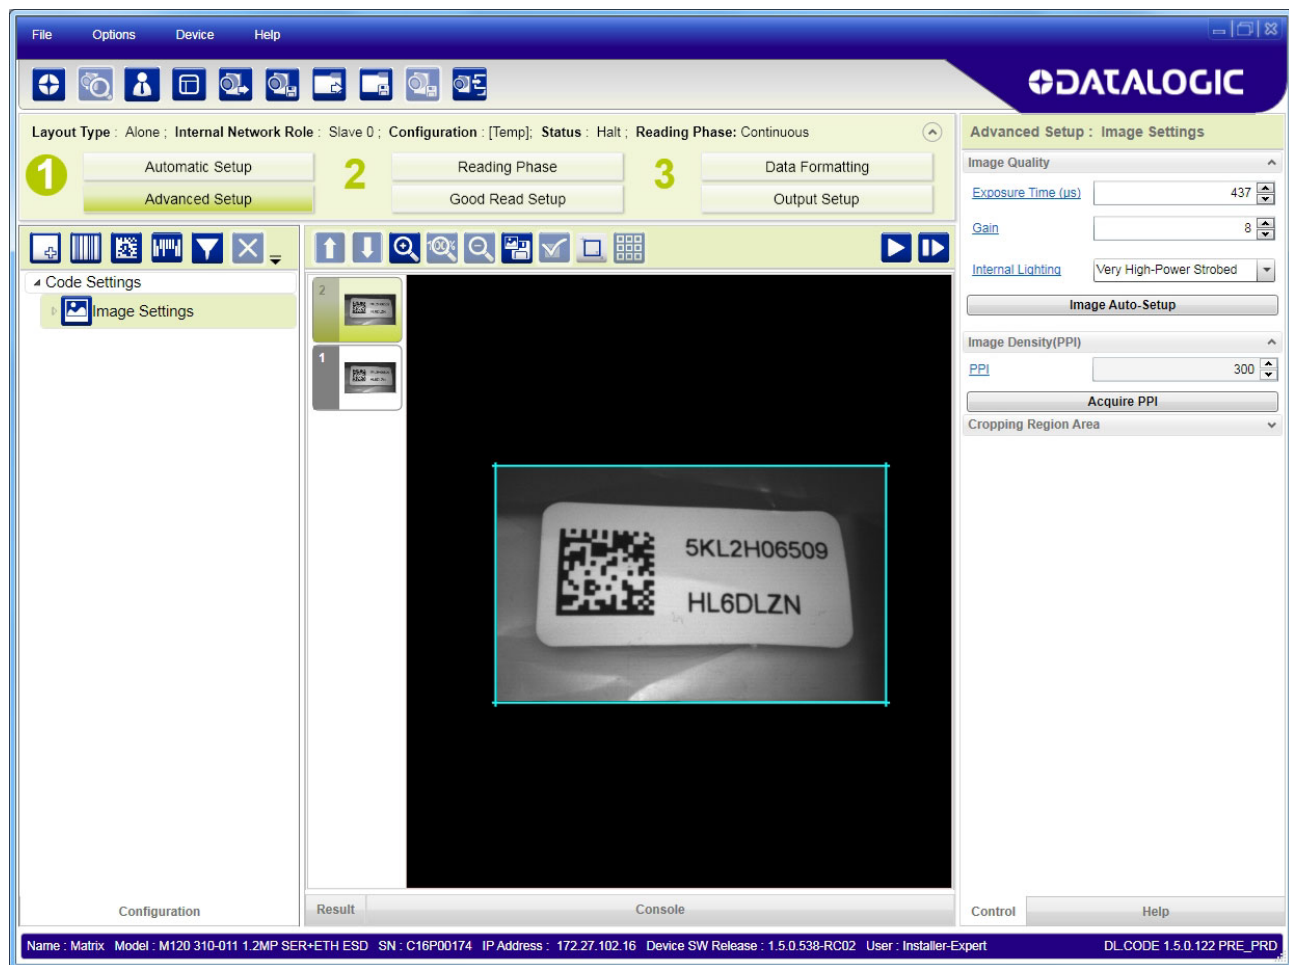 File Options Device Help
DATALOGIC
Layout Type : Alone ; Internal Network Role : Slave 0 ; Configuration : [Temp]; Status : Halt ; Reading Phase: Continuous
1 Automatic Setup 2 Reading Phase 3 Data Formatting
Advanced Setup Good Read Setup Output Setup
Advanced Setup : Image Settings
Image Quality
Exposure Time (µs) 437
Gain 8
Internal Lighting Very High-Power Strobed
Image Auto-Setup
Image Density(PPI)
PPI 300
Acquire PPI
Cropping Region Area
Code Settings
Image Settings
100%
2
1
5KL2H06509
HL6DLZN
Configuration
Result Console
Control Help
Name : Matrix Model : M120 310-011 1.2MP SER+ETH ESD SN : C16P00174 IP Address : 172.27.102.16 Device SW Release : 1.5.0.538-RC02 User : Installer-Expert DL.CODE 1.5.0.122 PRE_PRD